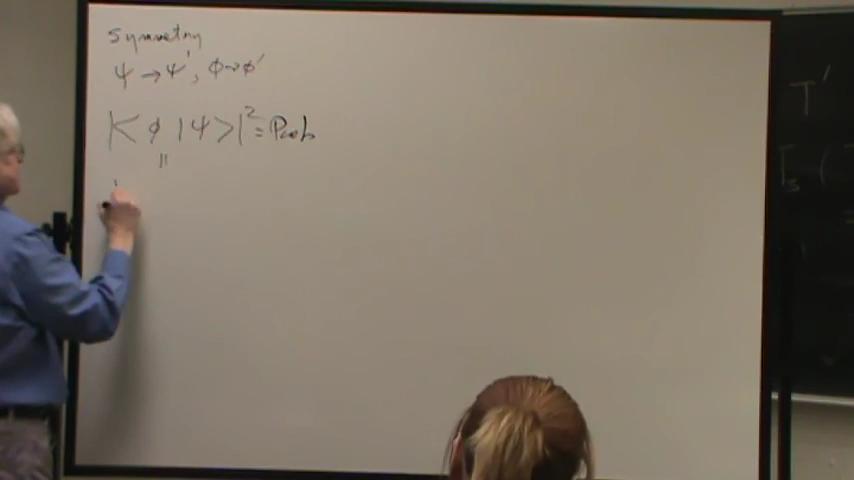 Symmetry
ψ → ψ', φ → φ'
|< φ | ψ >|² = Prob
||
T'